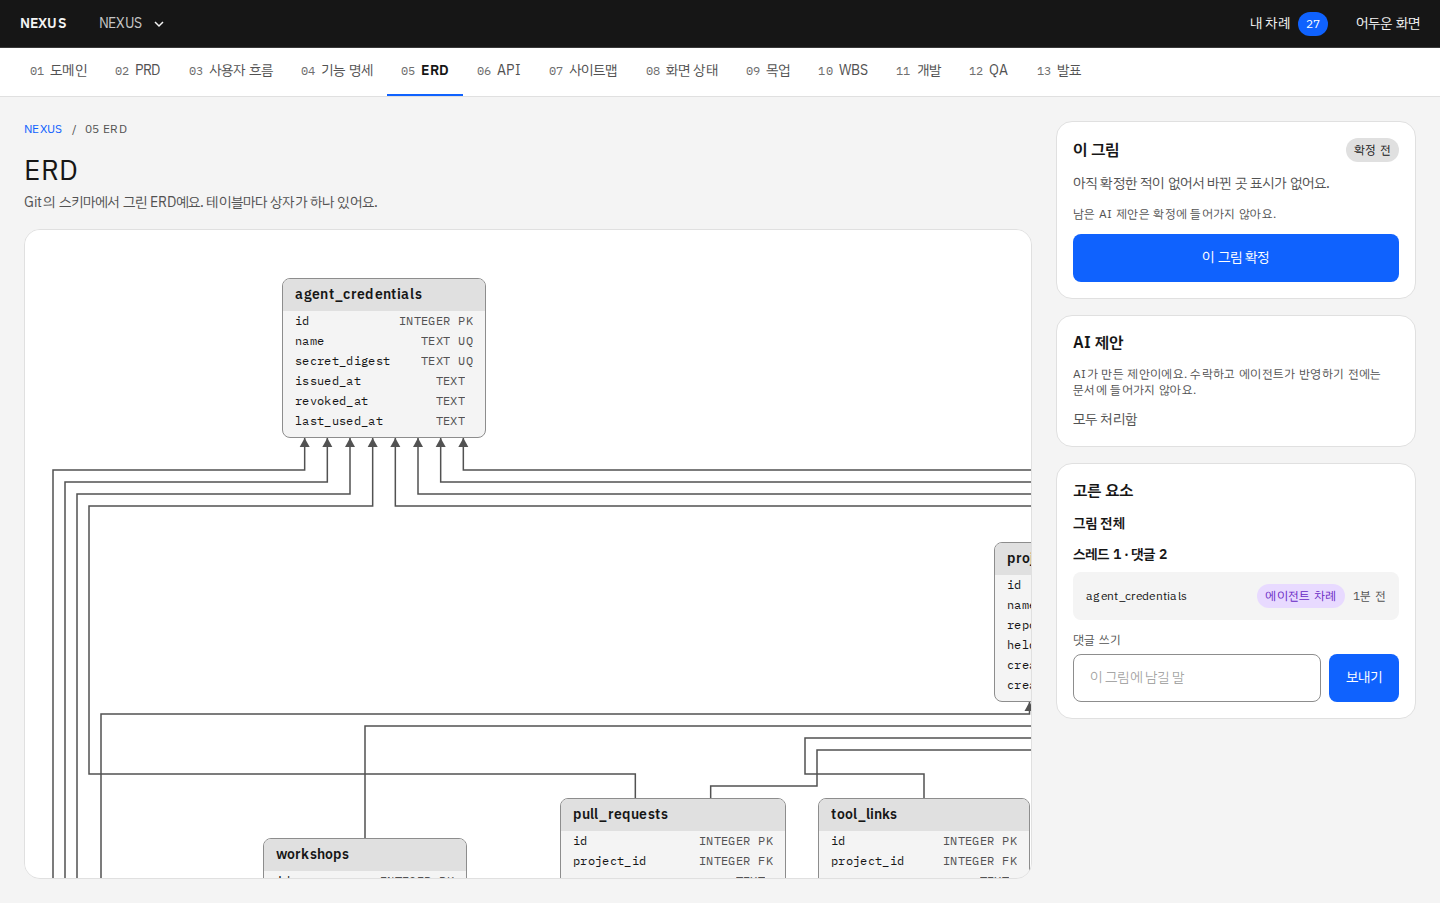 NEXUS NEXUS 내 차례 27 어두운 화면
01 도메인 02 PRD 03 사용자 흐름 04 기능 명세 05 ERD 06 API 07 사이트맵 08 화면 상태 09 목업 10 WBS 11 개발 12 QA 13 발표
NEXUS / 05 ERD
ERD
Git의 스키마에서 그린 ERD예요. 테이블마다 상자가 하나 있어요.
agent_credentials
id INTEGER PK
name TEXT UQ
secret_digest TEXT UQ
issued_at TEXT
revoked_at TEXT
last_used_at TEXT
id
pull_requests
id INTEGER PK
project_id INTEGER FK
tool_links
id INTEGER PK
project_id INTEGER FK
workshops
이 그림 확정 전
아직 확정한 적이 없어서 바뀐 곳 표시가 없어요.
남은 AI 제안은 확정에 들어가지 않아요.
이 그림 확정
AI 제안
AI가 만든 제안이에요. 수락하고 에이전트가 반영하기 전에는
문서에 들어가지 않아요.
모두 처리함
고른 요소
그림 전체
스레드 1 · 댓글 2
agent_credentials 에이전트 차례 1분 전
댓글 쓰기
이 그림에 남길 말 보내기